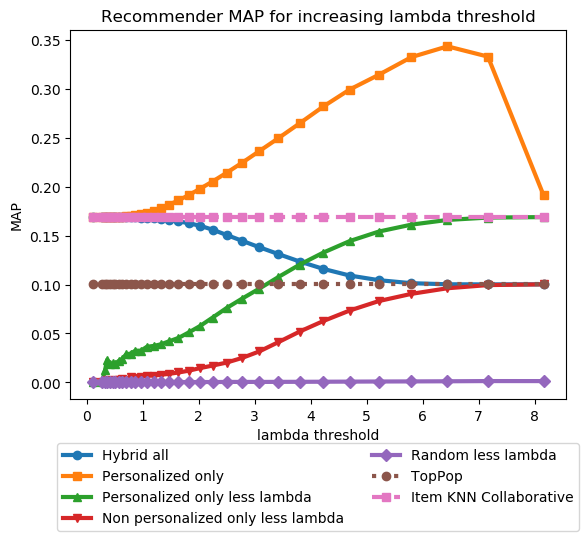 Recommender MAP for increasing lambda threshold
0.35
0.30
0.25
0.20
0.15
0.10
0.05
0.00
MAP
0 1 2 3 4 5 6 7 8
lambda threshold
Hybrid all
Personalized only
Personalized only less lambda
Non personalized only less lambda
Random less lambda
TopPop
Item KNN Collaborative